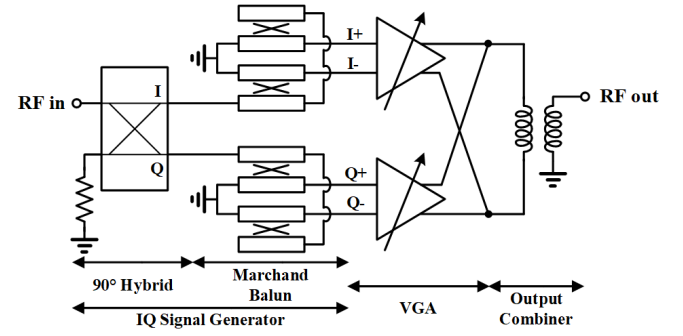 I+
I-
RF in
I
RF out
Q
Q+
Q-
90° Hybrid
Marchand
Balun
IQ Signal Generator
VGA
Output
Combiner